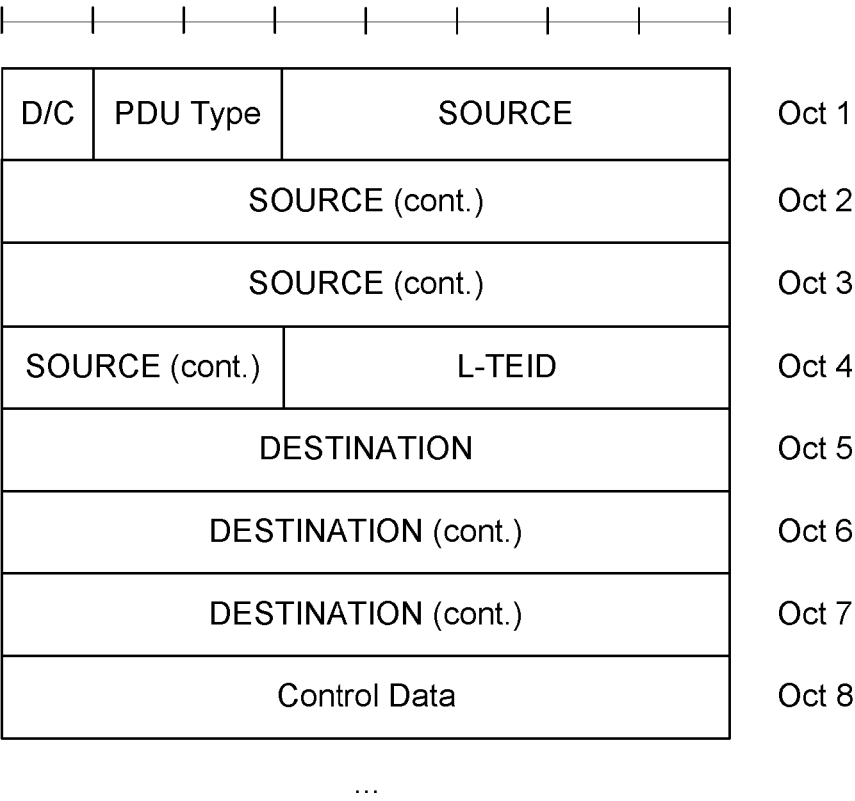 D/C PDU Type SOURCE Oct 1
SOURCE (cont.) Oct 2
SOURCE (cont.) Oct 3
SOURCE (cont.) L-TEID Oct 4
DESTINATION Oct 5
DESTINATION (cont.) Oct 6
DESTINATION (cont.) Oct 7
Control Data Oct 8
...